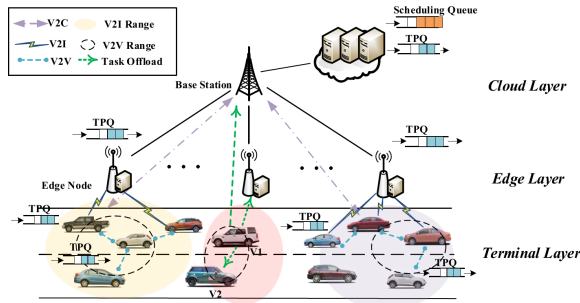 V2C
V2I Range
V2I
V2V Range
V2V
Task Offload
Scheduling Queue
TPQ
Base Station
Cloud Layer
TPQ
TPQ
Edge Node
Edge Layer
TPQ
TPQ
TPQ
V1
Terminal Layer
TPQ
V2